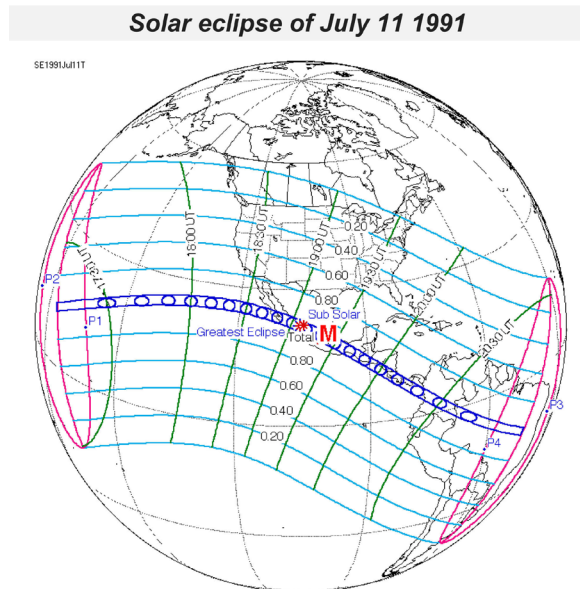 Solar eclipse of July 11 1991
SE1991Jul11T
17:30 UT
18:00 UT
18:30 UT
19:00 UT
19:30 UT
20:00 UT
20:30 UT
0.20
0.40
0.60
0.80
P2
P1
Sub Solar
Greatest Eclipse
M
Total
0.80
0.60
0.40
0.20
P3
P4